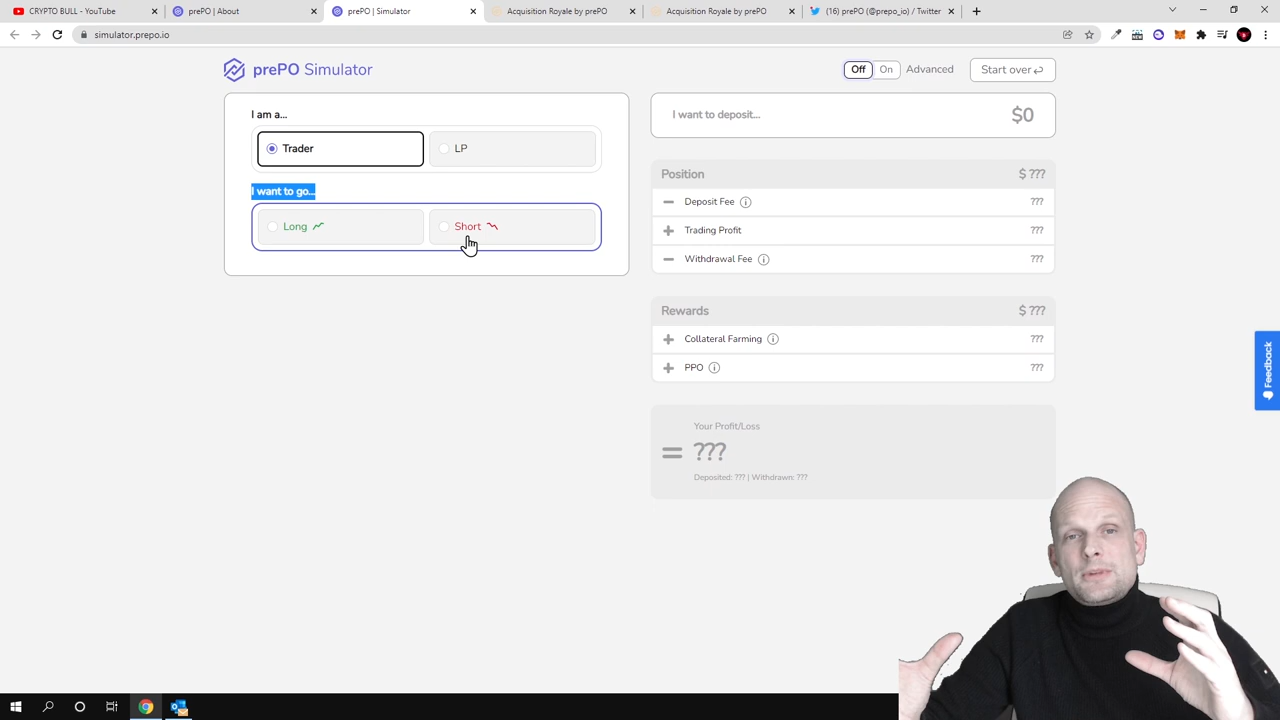 CRYPTO BULL - YouTube
prePO | About
prePO | Simulator
Acquisition Royale by prePO
Acquisition Royale by prePO
(16) prePO (@prepo_io) / Twitter
simulator.prepo.io
prePO Simulator
Off
On
Advanced
Start over
I am a...
Trader
LP
I want to go...
Long
Short
I want to deposit...
$0
Position
$ ???
Deposit Fee
???
Trading Profit
???
Withdrawal Fee
???
Rewards
$ ???
Collateral Farming
???
PPO
???
Your Profit/Loss
= ???
Deposited: ??? | Withdrawn: ???
Feedback